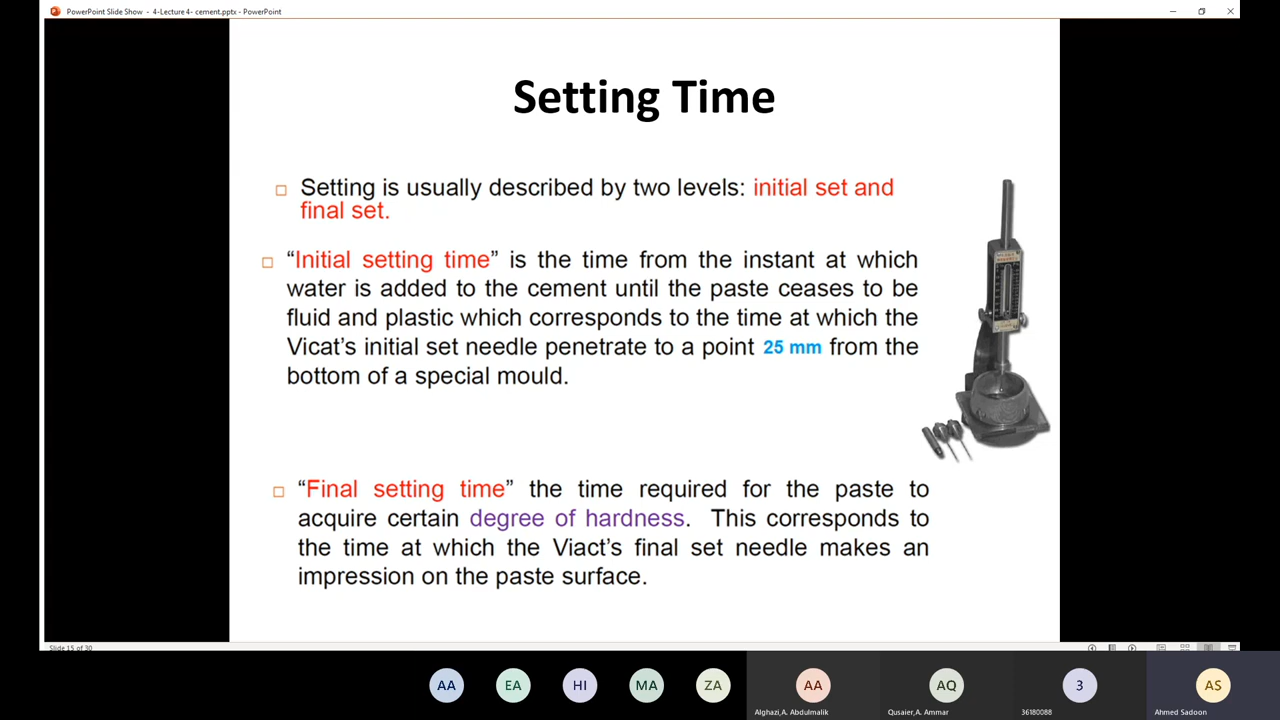 PowerPoint Slide Show - 4-Lecture 4- cement.pptx - PowerPoint
Setting Time
Setting is usually described by two levels: initial set and
final set.
“Initial setting time” is the time from the instant at which
water is added to the cement until the paste ceases to be
fluid and plastic which corresponds to the time at which the
Vicat’s initial set needle penetrate to a point 25 mm from the
bottom of a special mould.
“Final setting time” the time required for the paste to
acquire certain degree of hardness. This corresponds to
the time at which the Viact’s final set needle makes an
impression on the paste surface.
Slide 15 of 30
AA EA HI MA ZA AA AQ 3 AS
Alghazi,A. Abdulmalik Qusaier,A. Ammar 36180088 Ahmed Sadoon